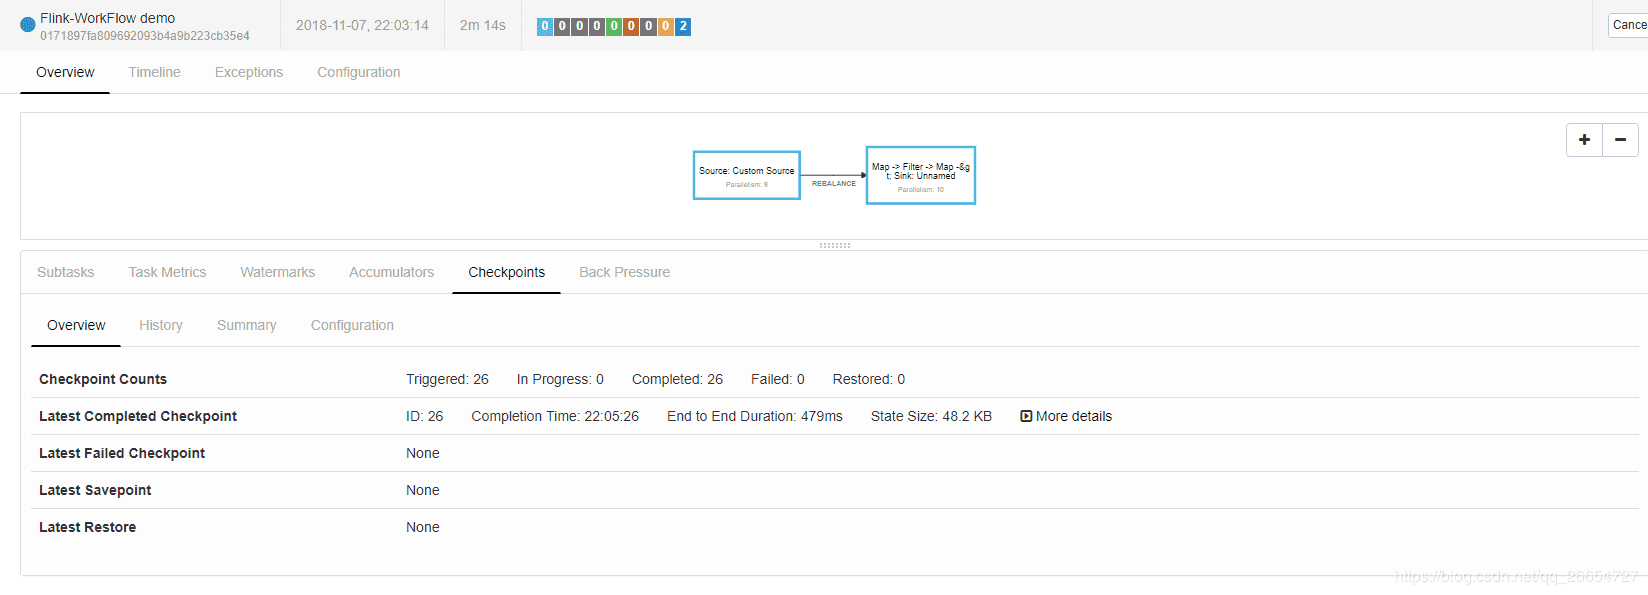 Flink-WorkFlow demo
0171897fa809692093b4a9b223cb35e4
2018-11-07, 22:03:14
2m 14s
0 0 0 0 0 0 0 0 2
Cance
Overview Timeline Exceptions Configuration
+ −
Source: Custom Source
Parallelism: 8
REBALANCE
Map -> Filter -> Map -&g
t; Sink: Unnamed
Parallelism: 10
Subtasks Task Metrics Watermarks Accumulators Checkpoints Back Pressure
Overview History Summary Configuration
Checkpoint Counts Triggered: 26 In Progress: 0 Completed: 26 Failed: 0 Restored: 0
Latest Completed Checkpoint ID: 26 Completion Time: 22:05:26 End to End Duration: 479ms State Size: 48.2 KB More details
Latest Failed Checkpoint None
Latest Savepoint None
Latest Restore None
https://blog.csdn.net/qq_26654727